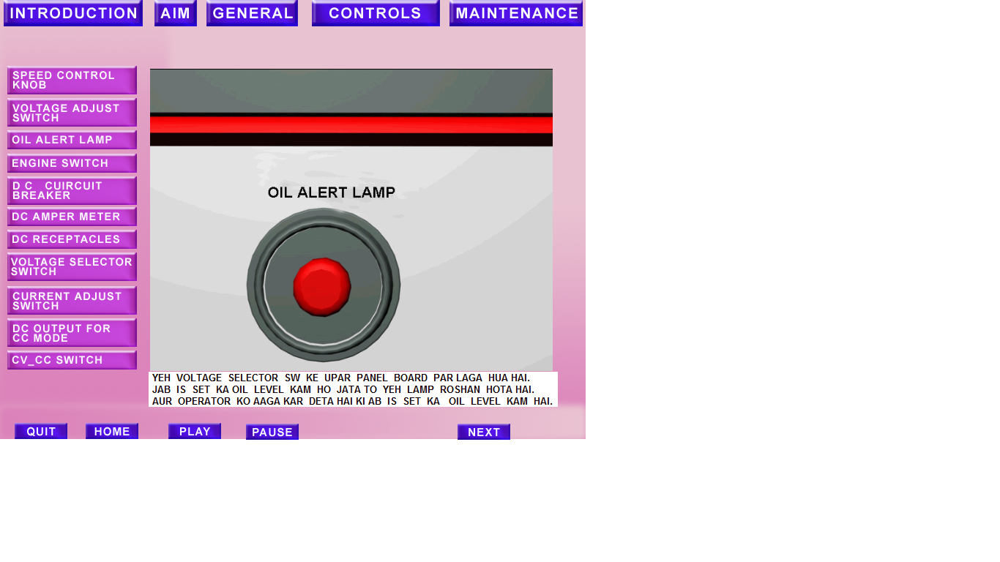 INTRODUCTION AIM GENERAL CONTROLS MAINTENANCE
SPEED CONTROL
KNOB
VOLTAGE ADJUST
SWITCH
OIL ALERT LAMP
ENGINE SWITCH
D C CUIRCUIT
BREAKER
DC AMPER METER
DC RECEPTACLES
VOLTAGE SELECTOR
SWITCH
CURRENT ADJUST
SWITCH
DC OUTPUT FOR
CC MODE
CV_CC SWITCH
OIL ALERT LAMP
YEH VOLTAGE SELECTOR SW KE UPAR PANEL BOARD PAR LAGA HUA HAI.
JAB IS SET KA OIL LEVEL KAM HO JATA TO YEH LAMP ROSHAN HOTA HAI.
AUR OPERATOR KO AAGA KAR DETA HAI KI AB IS SET KA OIL LEVEL KAM HAI.
QUIT HOME PLAY PAUSE NEXT